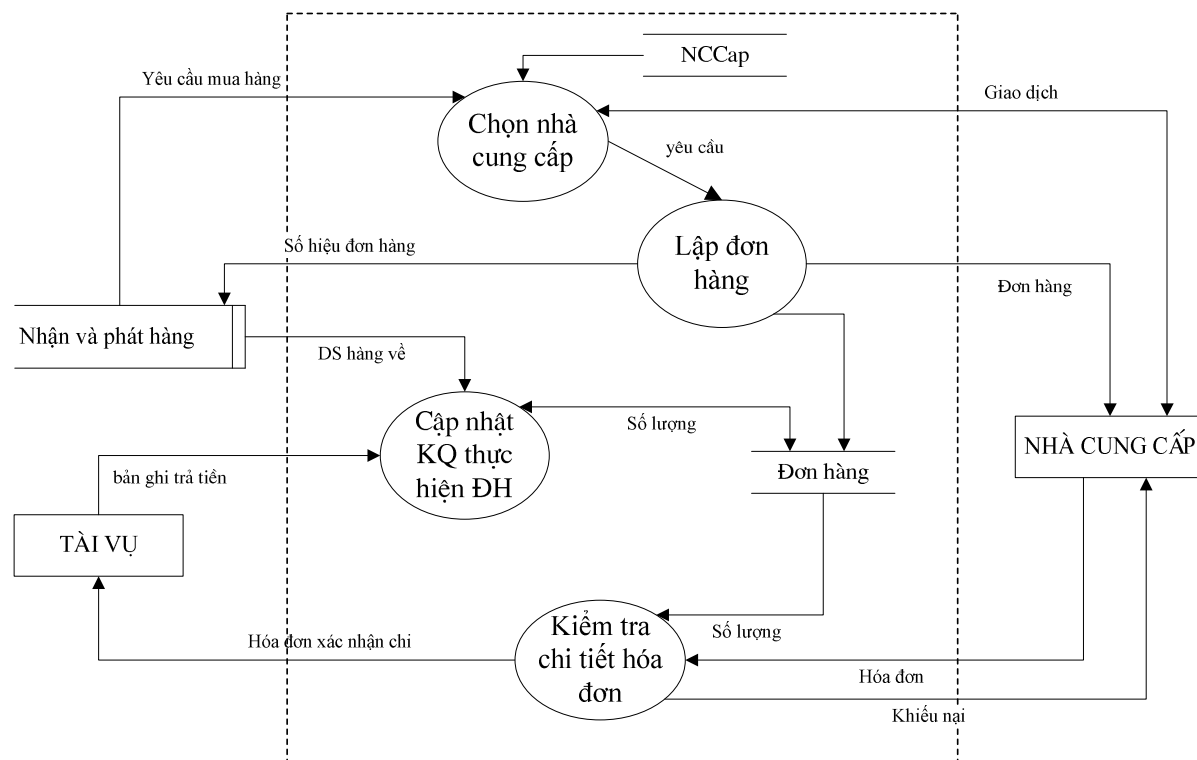 NCCap
Yêu cầu mua hàng
Giao dịch
Chọn nhà
cung cấp
yêu cầu
Số hiệu đơn hàng
Lập đơn
hàng
Đơn hàng
Nhận và phát hàng
DS hàng về
Cập nhật
KQ thực
hiện ĐH
Số lượng
NHÀ CUNG CẤP
Đơn hàng
bản ghi trả tiền
TÀI VỤ
Kiểm tra
chi tiết hóa
đơn
Số lượng
Hóa đơn xác nhận chi
Hóa đơn
Khiếu nại